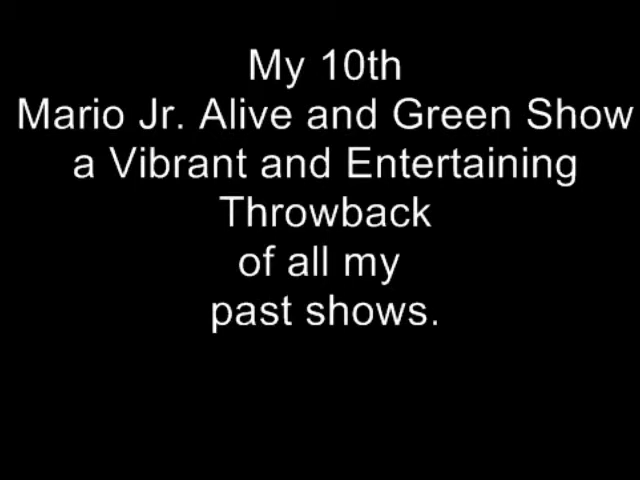 My 10th
Mario Jr. Alive and Green Show
a Vibrant and Entertaining
Throwback
of all my
past shows.